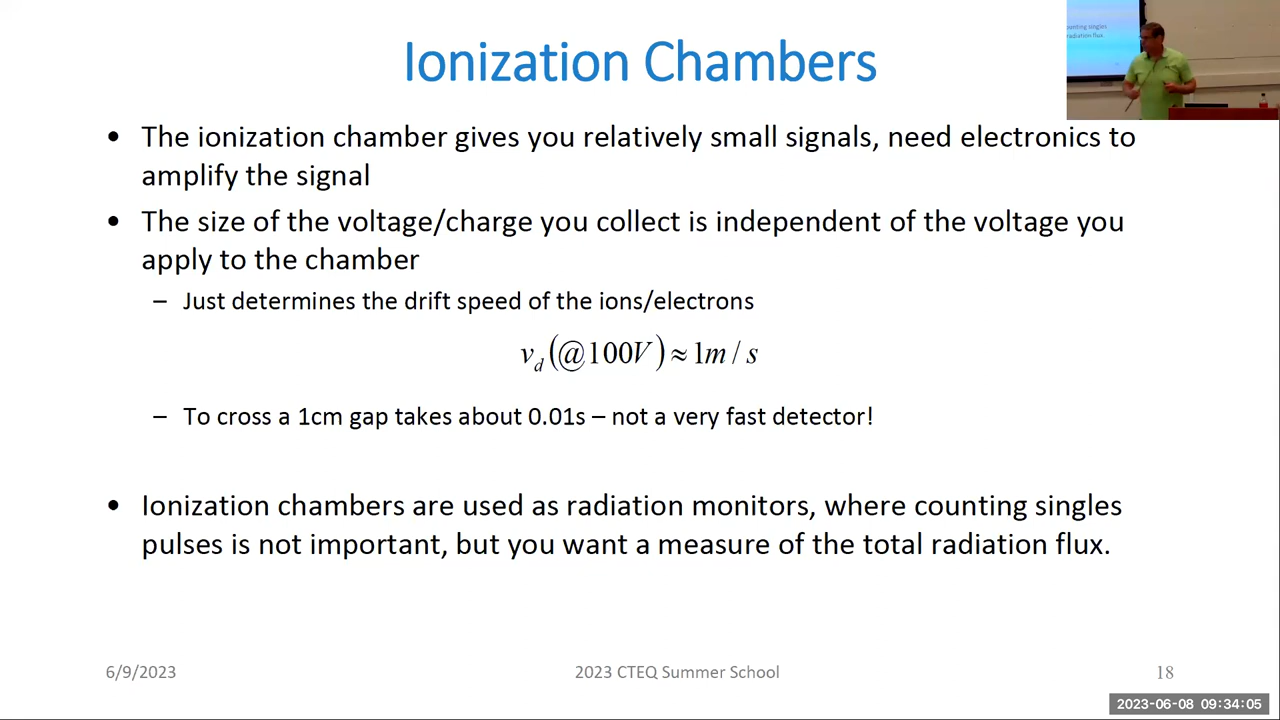 Ionization Chambers
ounting singles
radiation flux.
• The ionization chamber gives you relatively small signals, need electronics to
amplify the signal
• The size of the voltage/charge you collect is independent of the voltage you
apply to the chamber
– Just determines the drift speed of the ions/electrons
v_d (@100V) ≈ 1m / s
– To cross a 1cm gap takes about 0.01s – not a very fast detector!
• Ionization chambers are used as radiation monitors, where counting singles
pulses is not important, but you want a measure of the total radiation flux.
6/9/2023
2023 CTEQ Summer School
18
2023-06-08 09:34:05